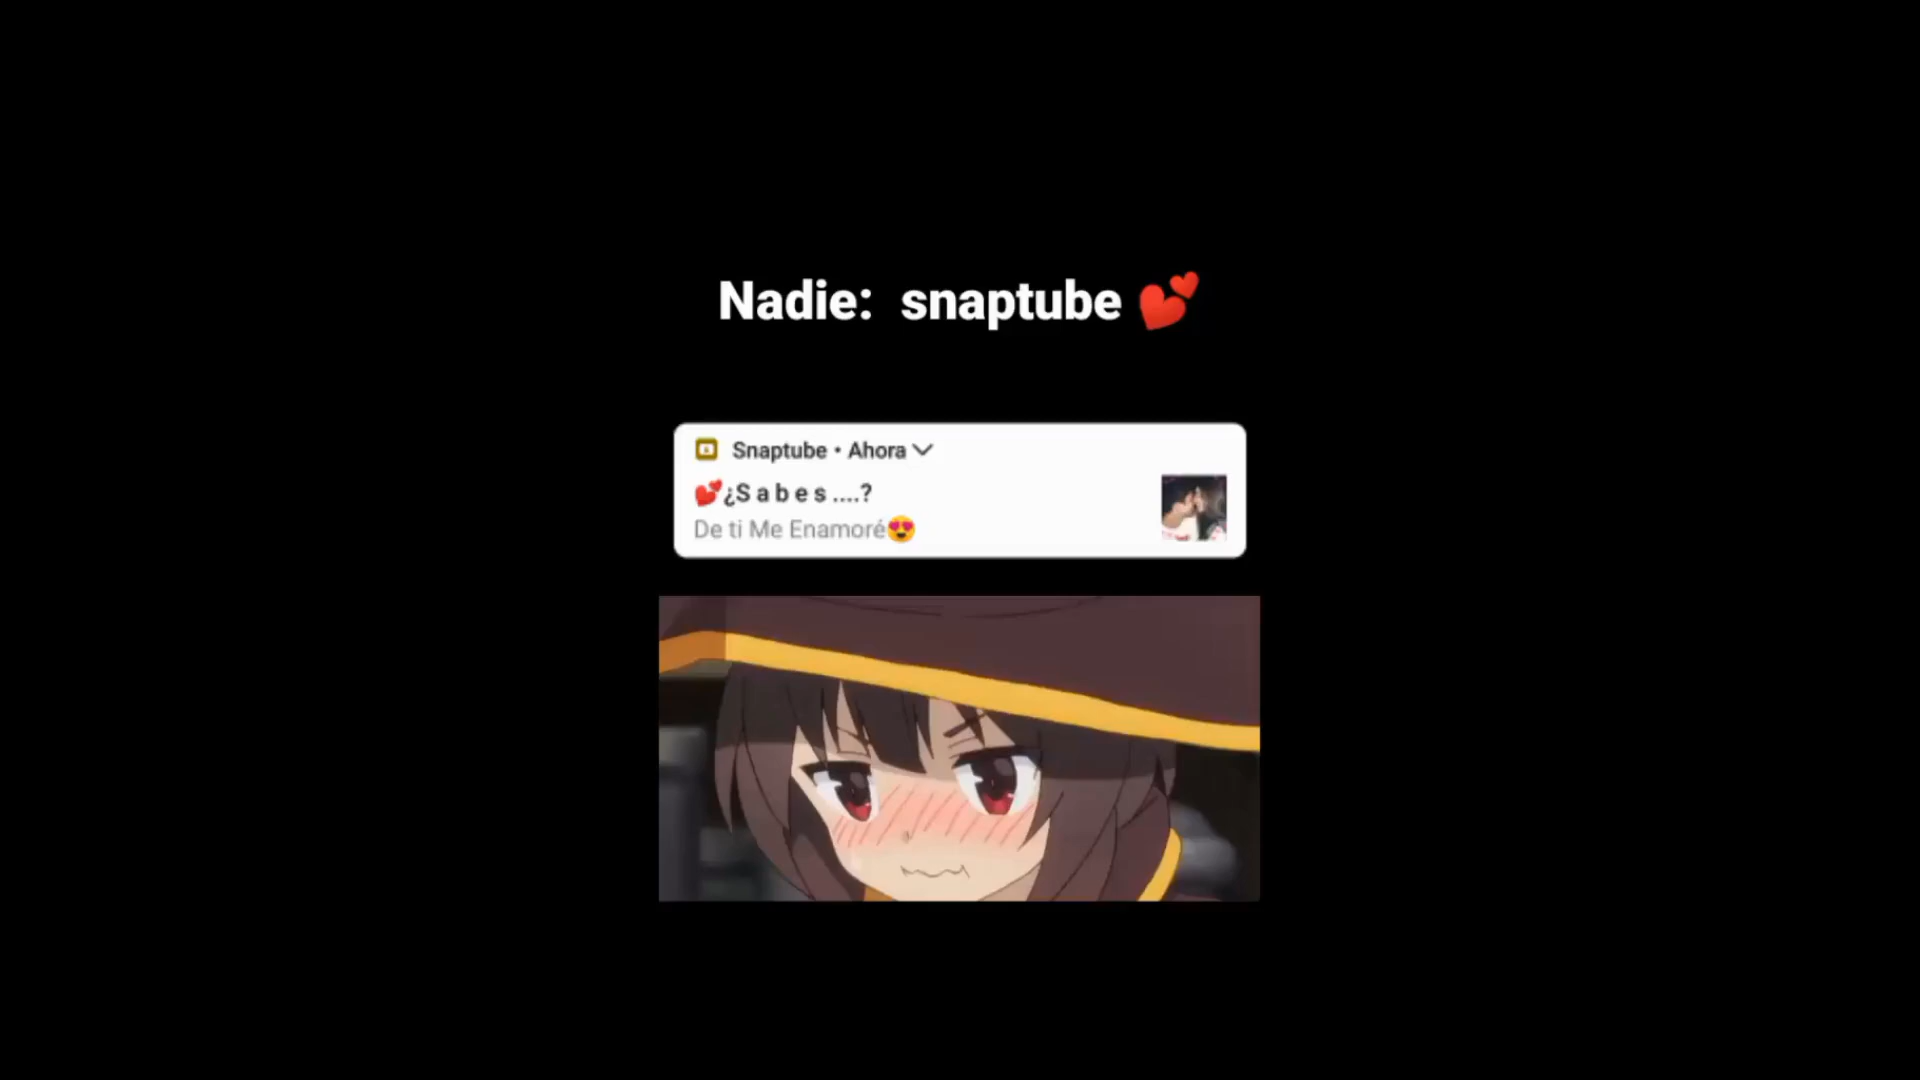 Nadie:  snaptube 💕
Snaptube • Ahora
💕¿S a b e s ....?
De ti Me Enamoré😍